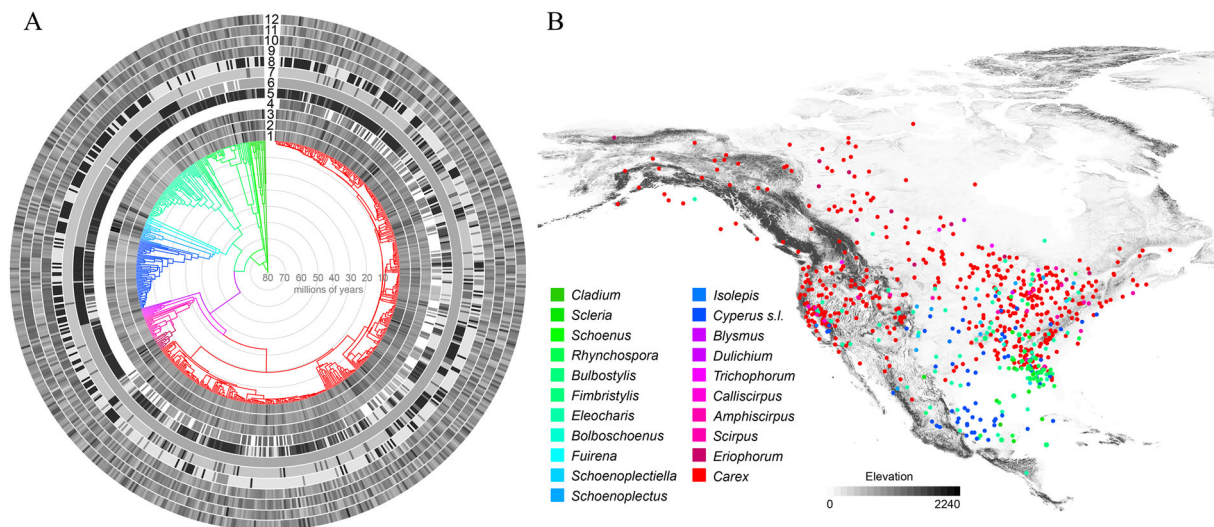 A
12
11
10
9
8
7
6
5
4
3
2
1
80 70 60 50 40 30 20 10
millions of years
B
Cladium
Scleria
Schoenus
Rhynchospora
Bulbostylis
Fimbristylis
Eleocharis
Bolboschoenus
Fuirena
Schoenoplectiella
Schoenoplectus
Isolepis
Cyperus s.l.
Blysmus
Dulichium
Trichophorum
Calliscirpus
Amphiscirpus
Scirpus
Eriophorum
Carex
Elevation
0 2240